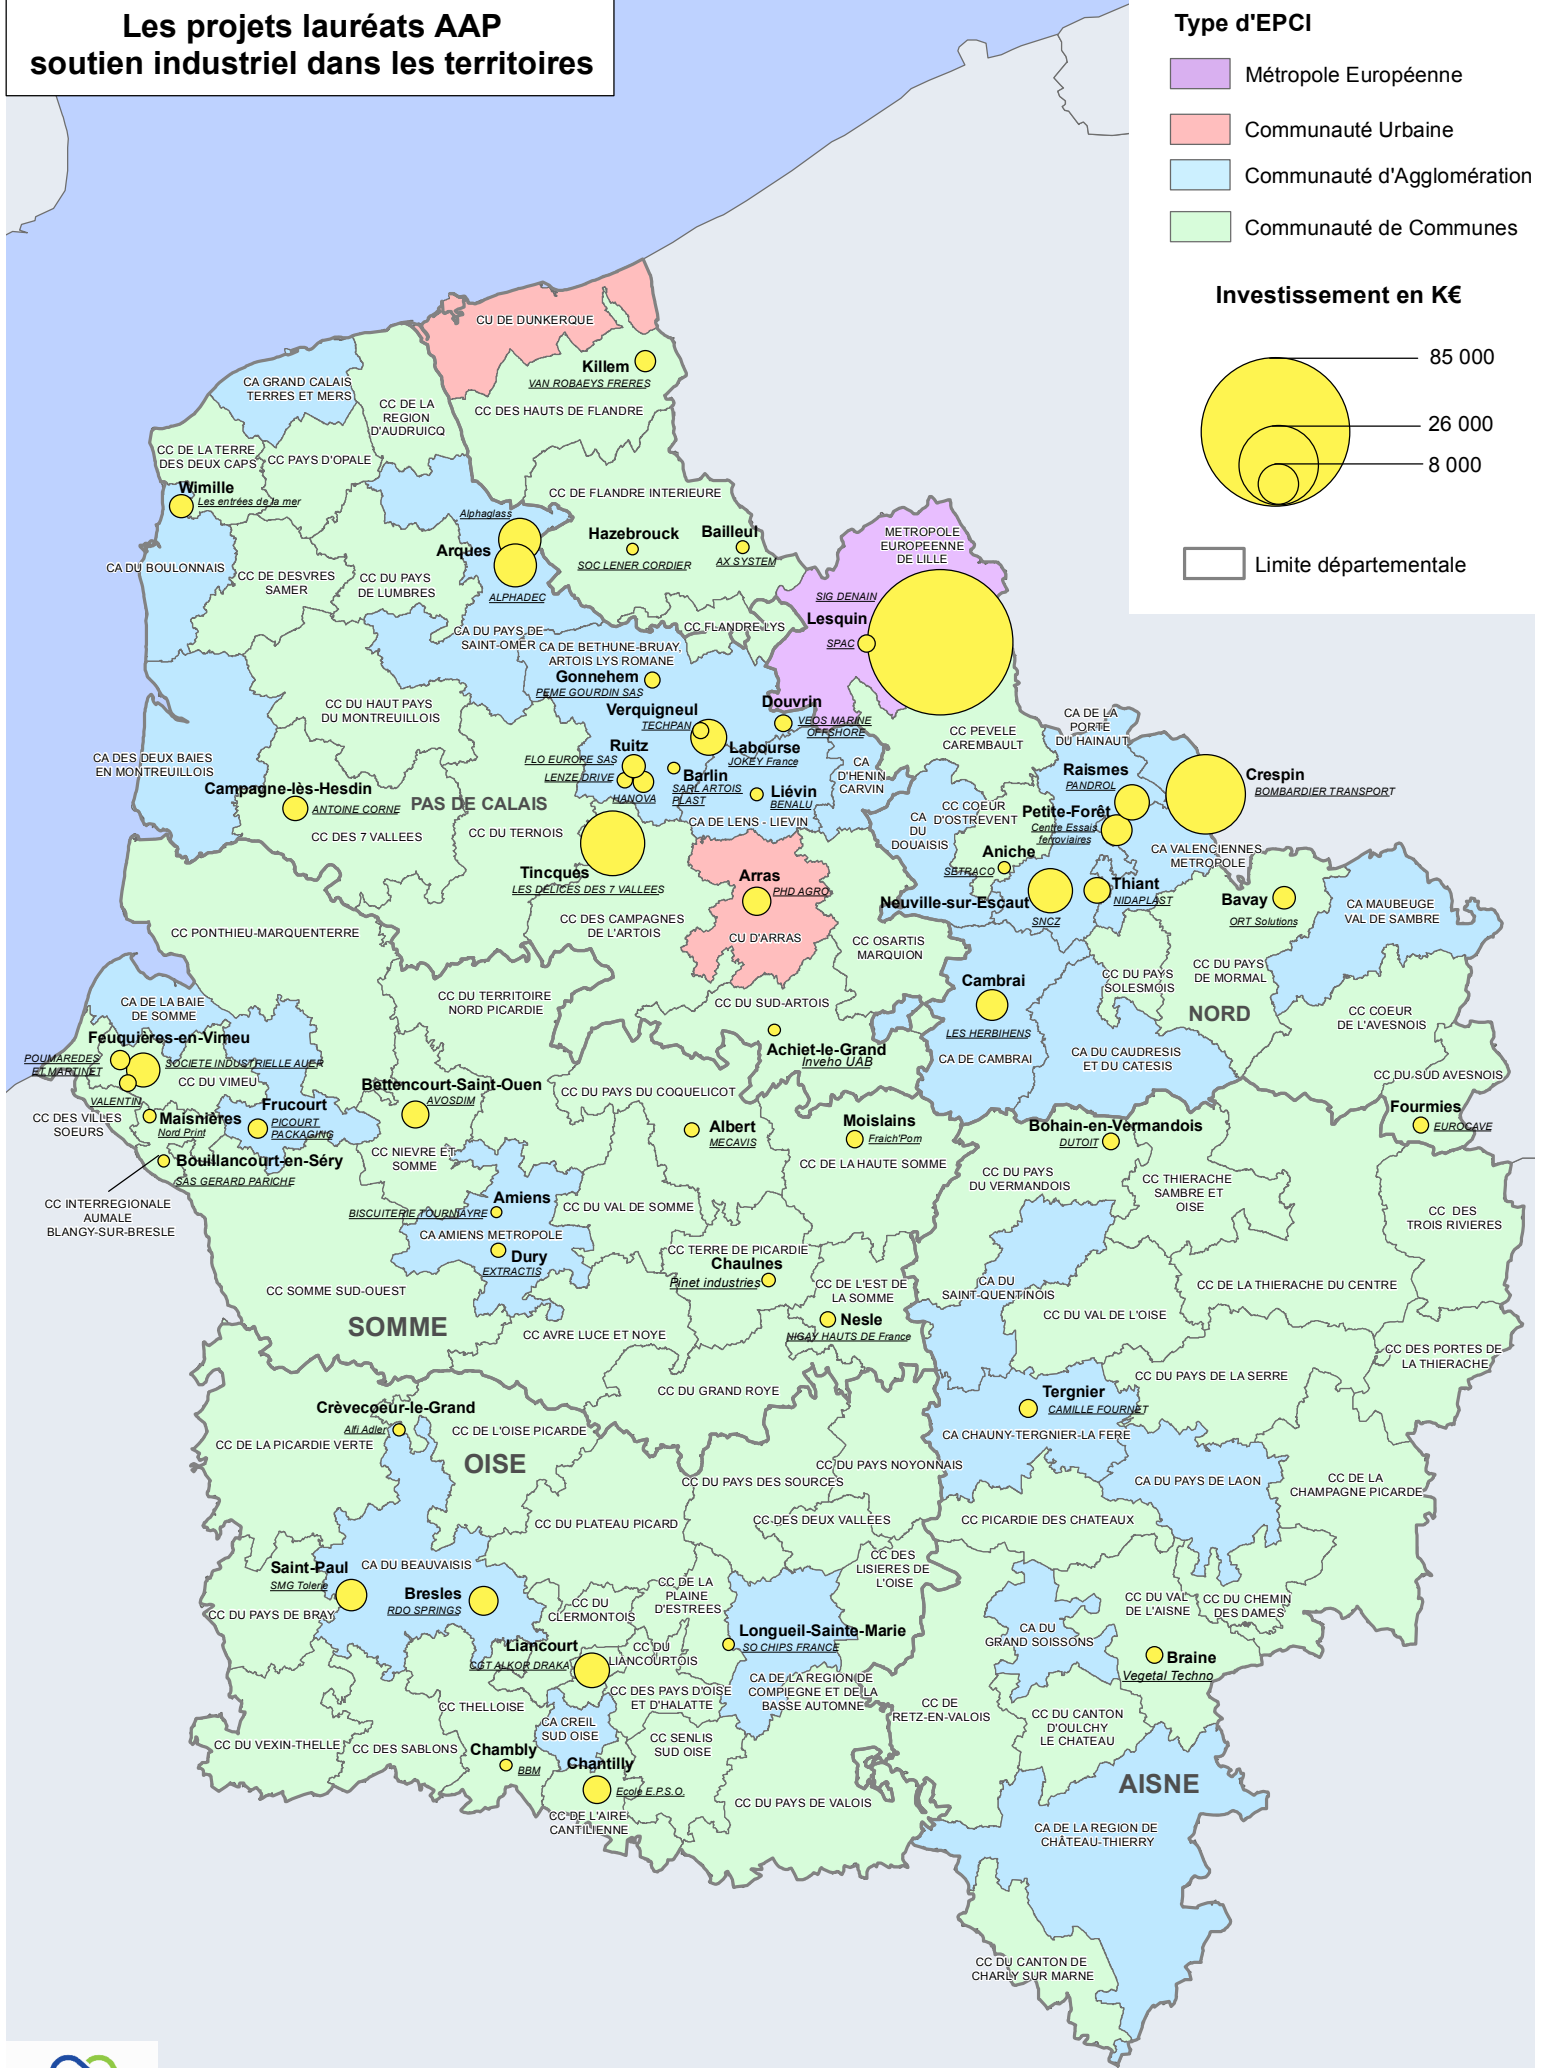 Les projets lauréats AAP
soutien industriel dans les territoires
Type d'EPCI
Métropole Européenne
Communauté Urbaine
Communauté d'Agglomération
Communauté de Communes
Investissement en K€
85 000
26 000
8 000
Limite départementale
CU DE DUNKERQUE
Killem
VAN ROBAEYS FRERES
CA GRAND CALAIS
TERRES ET MERS
CC DE LA
REGION
D'AUDRUICQ
CC DES HAUTS DE FLANDRE
CC DE LA TERRE
DES DEUX CAPS
CC PAYS D'OPALE
Wimille
Les entrées de la mer
CC DE FLANDRE INTERIEURE
Alphaglass
Arques
ALPHADEC
Hazebrouck
SOC LENER CORDIER
Bailleul
AX SYSTEM
METROPOLE
EUROPEENNE
DE LILLE
CA DU BOULONNAIS
CC DE DESVRES
SAMER
CC DU PAYS
DE LUMBRES
SIG DENAIN
Lesquin
SPAC
CC FLANDRE LYS
CA DU PAYS DE
SAINT-OMER
CA DE BETHUNE-BRUAY,
ARTOIS LYS ROMANE
Gonnehem
PEME GOURDIN SAS
CC DU HAUT PAYS
DU MONTREUILLOIS
Verquigneul
TECHPAN
Douvrin
VEOS MARINE
OFFSHORE
CC PEVELE
CAREMBAULT
CA DE LA
PORTE
DU HAINAUT
Ruitz
FLO EUROPE SAS
LENZE DRIVE
HANOVA
Labourse
JOKEY France
Barlin
SARL ARTOIS
PLAST
Liévin
BENALU
CA DE LENS - LIEVIN
CA
D'HENIN
CARVIN
CA DES DEUX BAIES
EN MONTREUILLOIS
Campagne-lès-Hesdin
ANTOINE CORNE
PAS DE CALAIS
CC DES 7 VALLEES
CC DU TERNOIS
Raismes
PANDROL
Crespin
BOMBARDIER TRANSPORT
Petite-Forêt
Centre Essais
ferroviaires
CC COEUR
D'OSTREVENT
CA
DU
DOUAISIS
Aniche
SETRACO
CA VALENCIENNES
METROPOLE
Tincques
LES DELICES DES 7 VALLEES
Arras
PHD AGRO
CU D'ARRAS
Neuville-sur-Escaut
SNCZ
Thiant
NIDAPLAST
Bavay
ORT Solutions
CA MAUBEUGE
VAL DE SAMBRE
CC DES CAMPAGNES
DE L'ARTOIS
CC OSARTIS
MARQUION
CC PONTHIEU-MARQUENTERRE
CC DU PAYS
SOLESMOIS
CC DU PAYS
DE MORMAL
Cambrai
LES HERBIHENS
CA DE CAMBRAI
CC DU TERRITOIRE
NORD PICARDIE
CC DU SUD-ARTOIS
Achiet-le-Grand
Inveho UAB
NORD
CC COEUR
DE L'AVESNOIS
CA DE LA BAIE
DE SOMME
Feuquières-en-Vimeu
POUMAREDES
ET MARTINET
SOCIETE INDUSTRIELLE AUER
CC DU VIMEU
VALENTIN
CA DU CAUDRESIS
ET DU CATESIS
CC DU SUD AVESNOIS
Fourmies
EUROCAVE
Bettencourt-Saint-Ouen
AVOSDIM
CC DU PAYS DU COQUELICOT
CC DES VILLES
SOEURS
Maisnières
Nord Print
Frucourt
PICOURT
PACKAGING
Bouillancourt-en-Séry
SAS GERARD PARICHE
CC INTERREGIONALE
AUMALE
BLANGY-SUR-BRESLE
Albert
MECAVIS
Moislains
Fraich'Pom
CC DE LA HAUTE SOMME
Bohain-en-Vermandois
DUTOIT
CC NIEVRE ET
SOMME
CC DU PAYS
DU VERMANDOIS
CC THIERACHE
SAMBRE ET
OISE
CC DES
TROIS RIVIERES
Amiens
BISCUITERIE TOURNIAYRE
CA AMIENS METROPOLE
Dury
EXTRACTIS
CC DU VAL DE SOMME
CC TERRE DE PICARDIE
Chaulnes
Pinet industries
CC DE L'EST DE
LA SOMME
Nesle
NIGAY HAUTS DE France
CA DU
SAINT-QUENTINOIS
CC DE LA THIERACHE DU CENTRE
CC DU VAL DE L'OISE
CC SOMME SUD-OUEST
SOMME
CC AVRE LUCE ET NOYE
CC DES PORTES DE
LA THIERACHE
CC DU PAYS DE LA SERRE
CC DU GRAND ROYE
Tergnier
CAMILLE FOURNET
CA CHAUNY-TERGNIER-LA FERE
Crèvecoeur-le-Grand
Alfi Adler
CC DE LA PICARDIE VERTE
CC DE L'OISE PICARDE
OISE
CC DU PAYS DES SOURCES
CC DU PAYS NOYONNAIS
CA DU PAYS DE LAON
CC DE LA
CHAMPAGNE PICARDE
CC DU PLATEAU PICARD
CC DES DEUX VALLEES
CC PICARDIE DES CHATEAUX
Saint-Paul
SMG Tolerie
CA DU BEAUVAISIS
Bresles
RDO SPRINGS
CC DU PAYS DE BRAY
CC DES
LISIERES DE
L'OISE
CC DE LA
PLAINE
D'ESTREES
CC DU
CLERMONTOIS
CC DU VAL
DE L'AISNE
CC DU CHEMIN
DES DAMES
CA DU
GRAND SOISSONS
Longueil-Sainte-Marie
SO CHIPS FRANCE
Liancourt
CGT ALKOR DRAKA
CC DU
LIANCOURTOIS
Braine
Vegetal Techno
CC DES PAYS D'OISE
ET D'HALATTE
CA DE LA REGION DE
COMPIEGNE ET DE LA
BASSE AUTOMNE
CC THELLOISE
CA CREIL
SUD OISE
CC DE
RETZ-EN-VALOIS
CC DU CANTON
D'OULCHY
LE CHATEAU
CC DU VEXIN-THELLE
CC DES SABLONS
Chambly
BBM
CC SENLIS
SUD OISE
Chantilly
Ecole E.P.S.O.
CC DE L'AIRE
CANTILIENNE
CC DU PAYS DE VALOIS
AISNE
CA DE LA REGION DE
CHÂTEAU-THIERRY
CC DU CANTON DE
CHARLY SUR MARNE